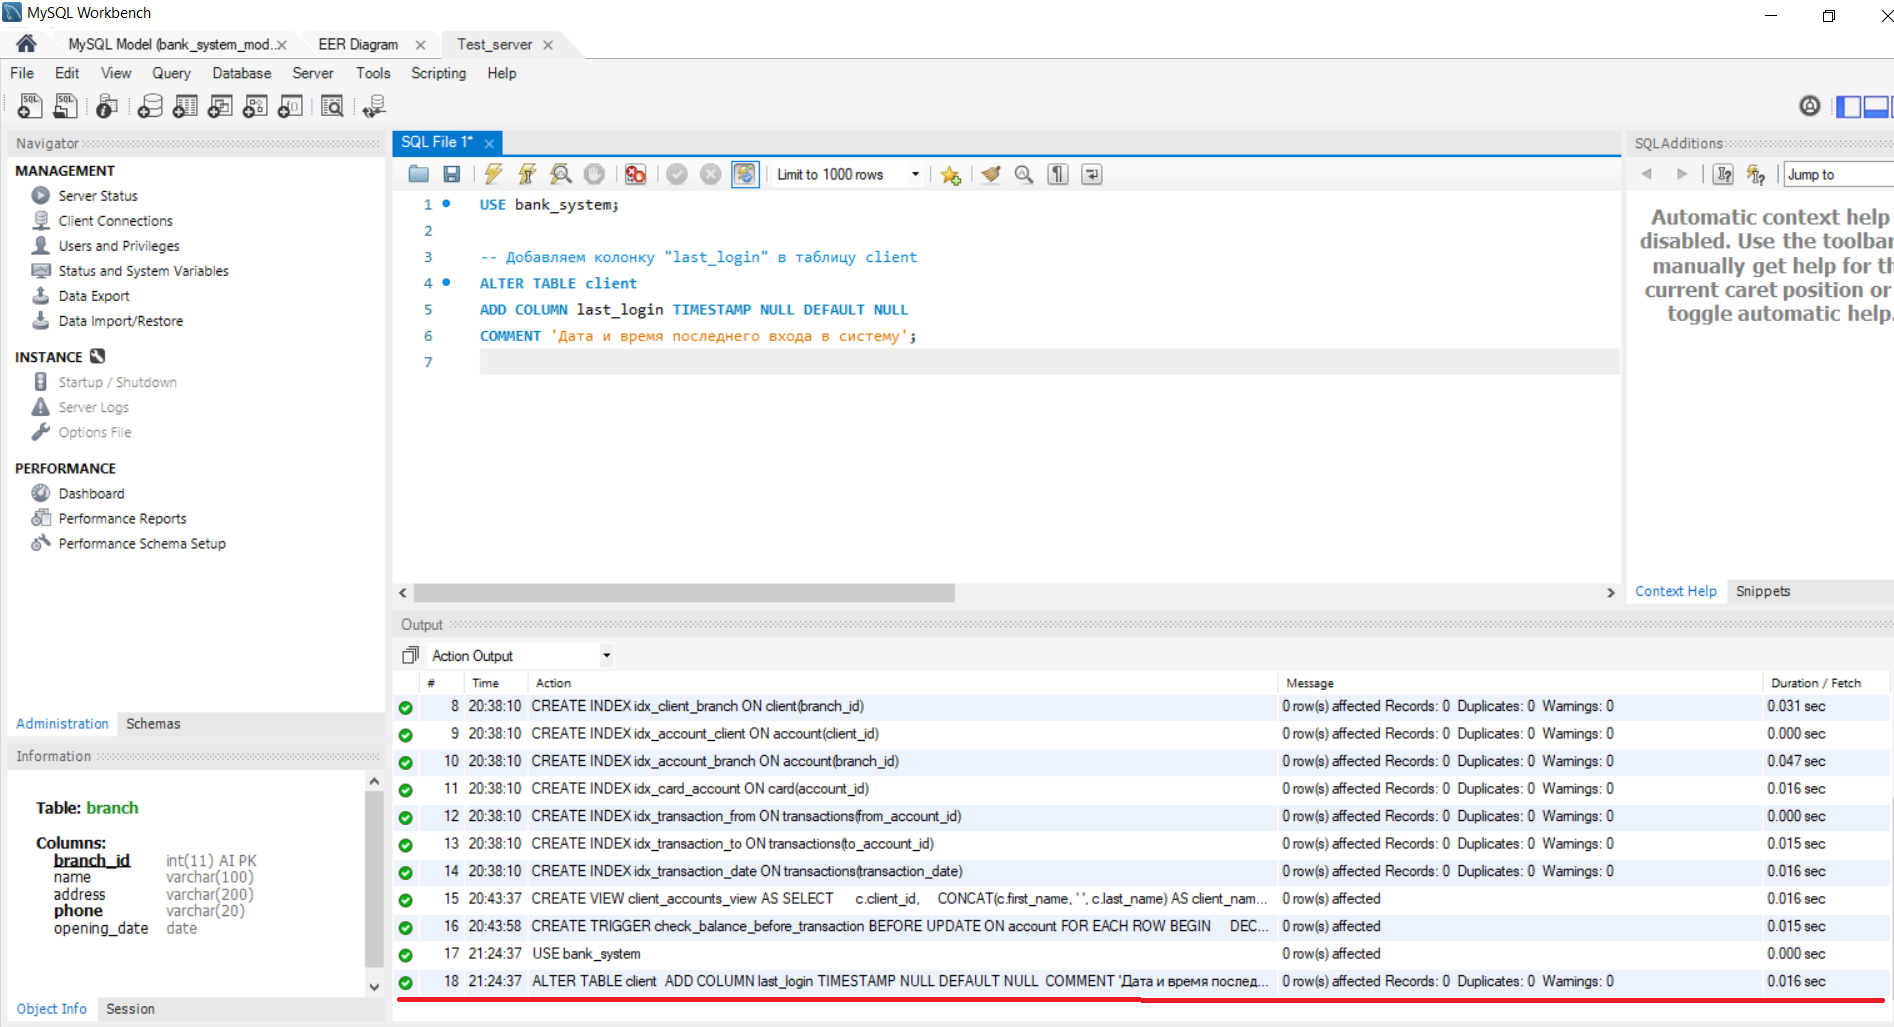 MySQL Workbench
MySQL Model (bank_system_mod... EER Diagram Test_server
File Edit View Query Database Server Tools Scripting Help
Navigator
MANAGEMENT
Server Status
Client Connections
Users and Privileges
Status and System Variables
Data Export
Data Import/Restore
INSTANCE
Startup / Shutdown
Server Logs
Options File
PERFORMANCE
Dashboard
Performance Reports
Performance Schema Setup
Administration Schemas
Information
Table: branch
Columns:
branch_id int(11) AI PK
name varchar(100)
address varchar(200)
phone varchar(20)
opening_date date
Object Info Session
SQL File 1*
Limit to 1000 rows
1 USE bank_system;
2
3 -- Добавляем колонку "last_login" в таблицу client
4 ALTER TABLE client
5 ADD COLUMN last_login TIMESTAMP NULL DEFAULT NULL
6 COMMENT 'Дата и время последнего входа в систему';
7
SQLAdditions
Jump to
Automatic context help
disabled. Use the toolbar
manually get help for th
current caret position or
toggle automatic help.
Context Help Snippets
Output
Action Output
# Time Action Message Duration / Fetch
8 20:38:10 CREATE INDEX idx_client_branch ON client(branch_id) 0 row(s) affected Records: 0 Duplicates: 0 Warnings: 0 0.031 sec
9 20:38:10 CREATE INDEX idx_account_client ON account(client_id) 0 row(s) affected Records: 0 Duplicates: 0 Warnings: 0 0.000 sec
10 20:38:10 CREATE INDEX idx_account_branch ON account(branch_id) 0 row(s) affected Records: 0 Duplicates: 0 Warnings: 0 0.047 sec
11 20:38:10 CREATE INDEX idx_card_account ON card(account_id) 0 row(s) affected Records: 0 Duplicates: 0 Warnings: 0 0.016 sec
12 20:38:10 CREATE INDEX idx_transaction_from ON transactions(from_account_id) 0 row(s) affected Records: 0 Duplicates: 0 Warnings: 0 0.000 sec
13 20:38:10 CREATE INDEX idx_transaction_to ON transactions(to_account_id) 0 row(s) affected Records: 0 Duplicates: 0 Warnings: 0 0.015 sec
14 20:38:10 CREATE INDEX idx_transaction_date ON transactions(transaction_date) 0 row(s) affected Records: 0 Duplicates: 0 Warnings: 0 0.016 sec
15 20:43:37 CREATE VIEW client_accounts_view AS SELECT c.client_id, CONCAT(c.first_name, ' ', c.last_name) AS client_nam... 0 row(s) affected 0.016 sec
16 20:43:58 CREATE TRIGGER check_balance_before_transaction BEFORE UPDATE ON account FOR EACH ROW BEGIN DEC... 0 row(s) affected 0.015 sec
17 21:24:37 USE bank_system 0 row(s) affected 0.000 sec
18 21:24:37 ALTER TABLE client ADD COLUMN last_login TIMESTAMP NULL DEFAULT NULL COMMENT 'Дата и время послед... 0 row(s) affected Records: 0 Duplicates: 0 Warnings: 0 0.016 sec